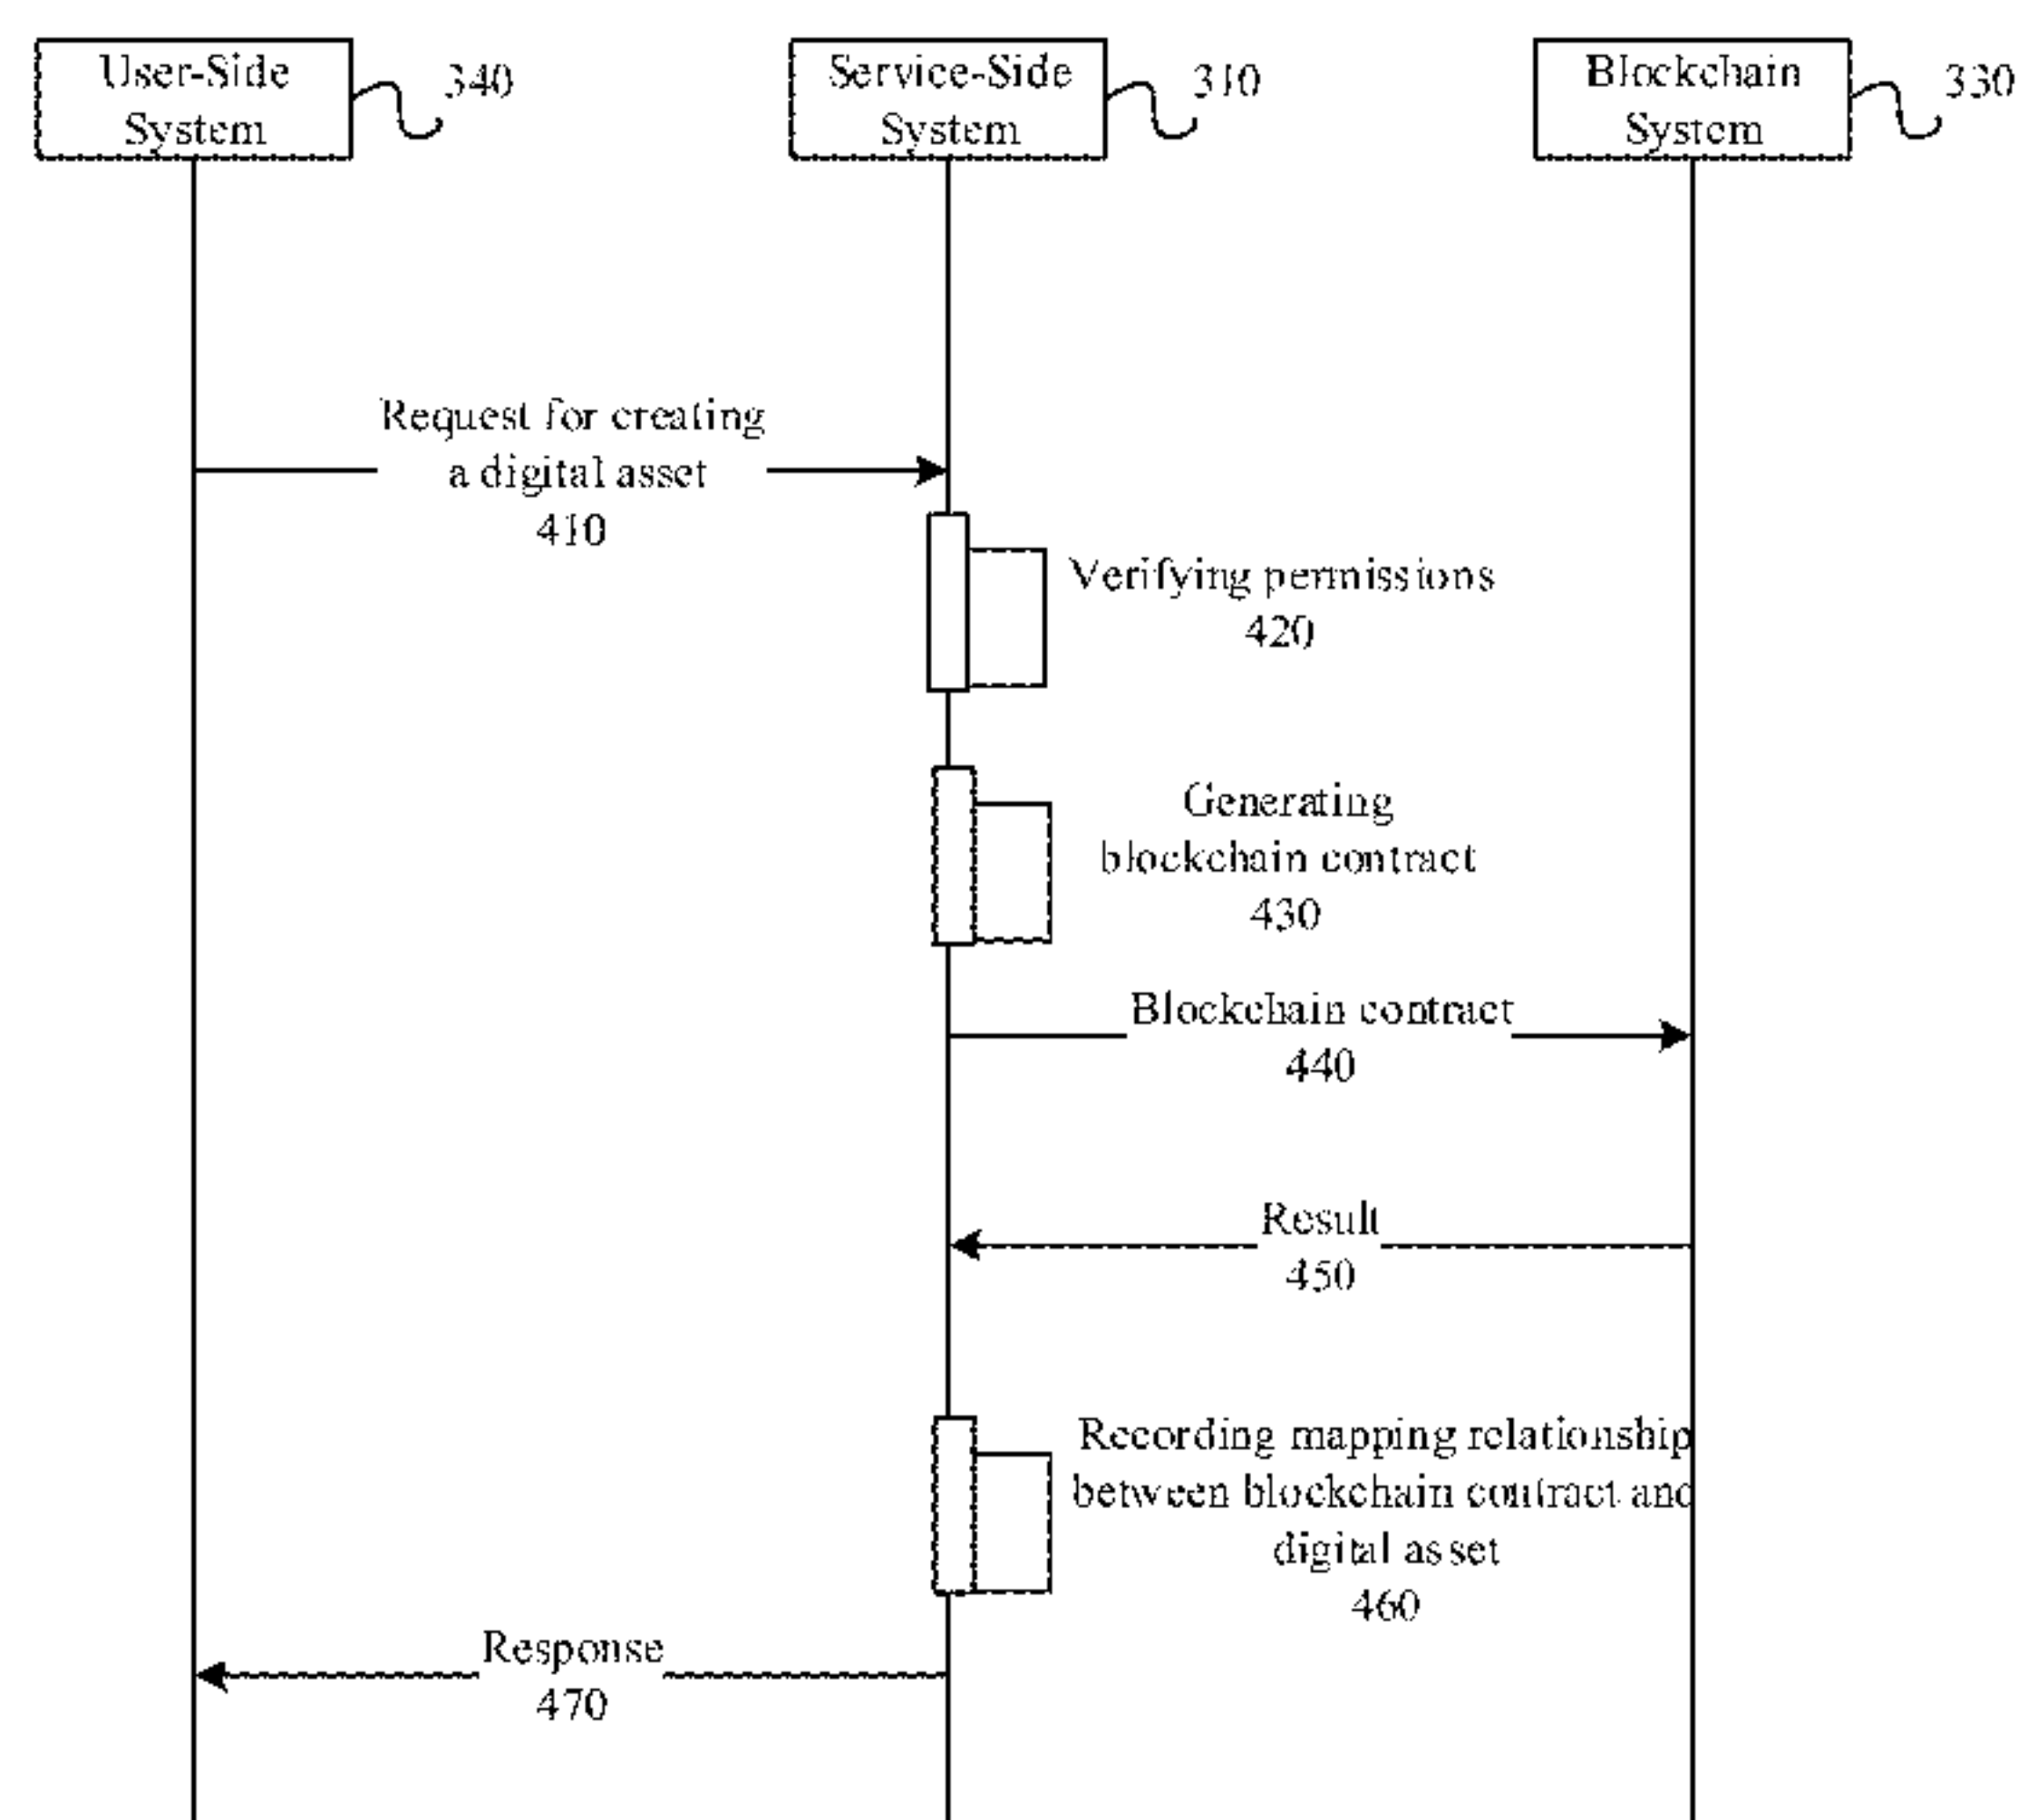 User-Side
System
340
Service-Side
System
310
Blockchain
System
330
Request for creating
a digital asset
410
Verifying permissions
420
Generating
blockchain contract
430
Blockchain contract
440
Result
450
Recording mapping relationship
between blockchain contract and
digital asset
460
Response
470